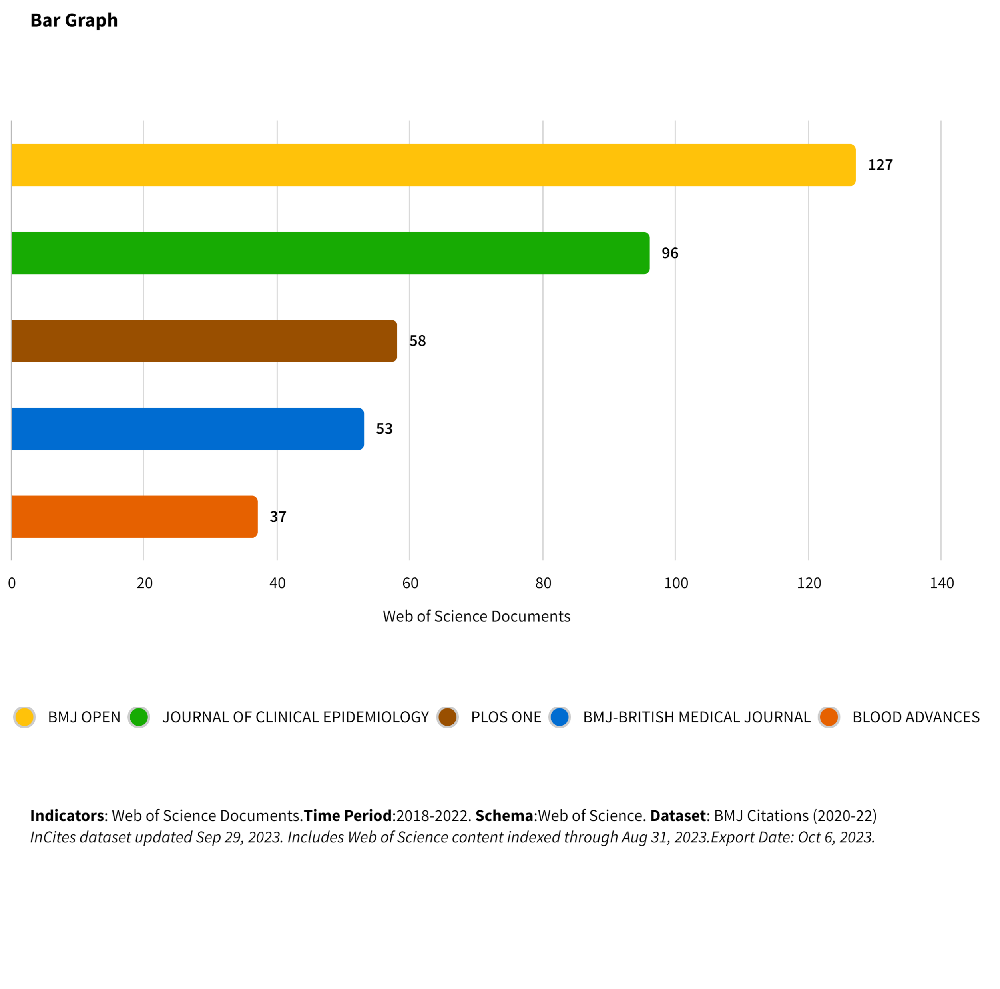 Bar Graph
127
96
58
53
37
0 20 40 60 80 100 120 140
Web of Science Documents
BMJ OPEN JOURNAL OF CLINICAL EPIDEMIOLOGY PLOS ONE BMJ-BRITISH MEDICAL JOURNAL BLOOD ADVANCES
Indicators: Web of Science Documents.Time Period:2018-2022. Schema:Web of Science. Dataset: BMJ Citations (2020-22)
InCites dataset updated Sep 29, 2023. Includes Web of Science content indexed through Aug 31, 2023.Export Date: Oct 6, 2023.